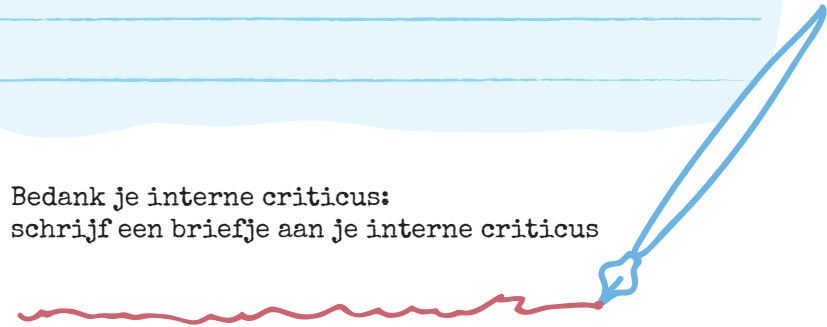 Bedank je interne criticus:
schrijf een briefje aan je interne criticus